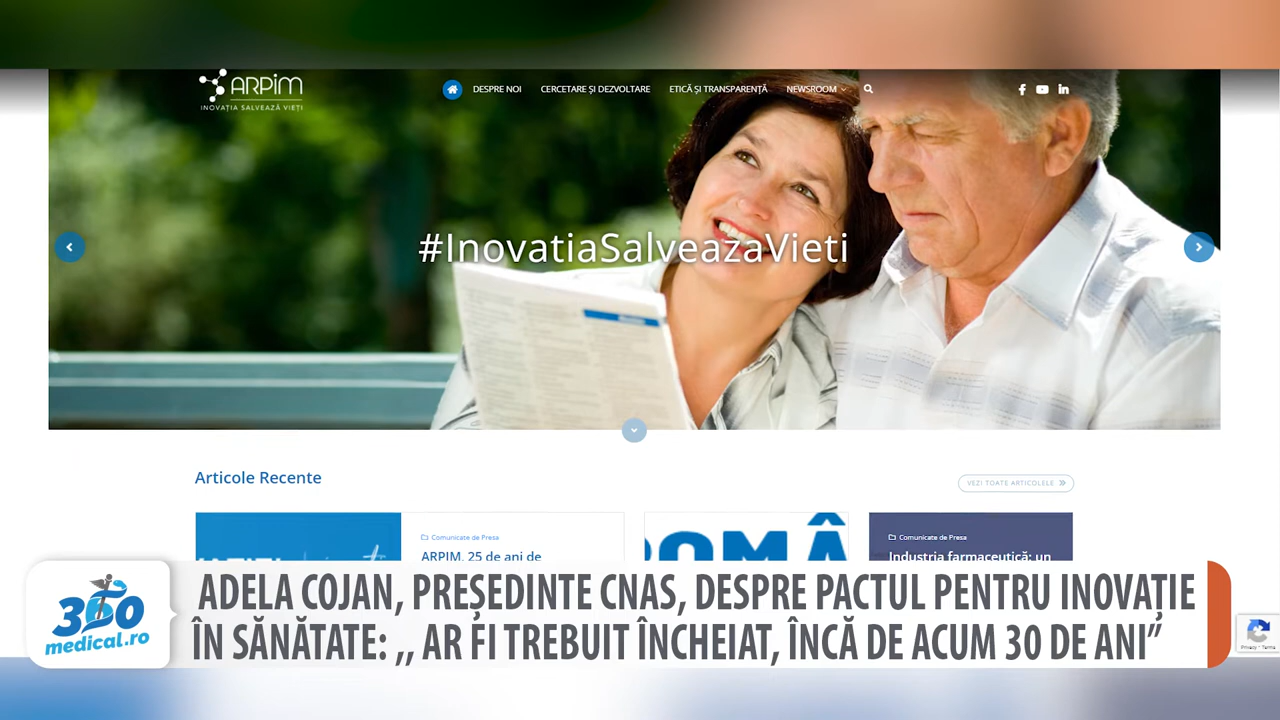 ARPIM
INOVAȚIA SALVEAZĂ VIEȚI
DESPRE NOI
CERCETARE ȘI DEZVOLTARE
ETICĂ ȘI TRANSPARENȚĂ
NEWSROOM
#InovatiaSalveazaVieti
Articole Recente
VEZI TOATE ARTICOLELE
Comunicate de Presa
ARPIM, 25 de ani de
Comunicate de Presa
Industria farmaceutică: un
360
medical.ro
ADELA COJAN, PREȘEDINTE CNAS, DESPRE PACTUL PENTRU INOVAȚIE
ÎN SĂNĂTATE: ,, AR FI TREBUIT ÎNCHEIAT, ÎNCĂ DE ACUM 30 DE ANI”
Privacy - Terms